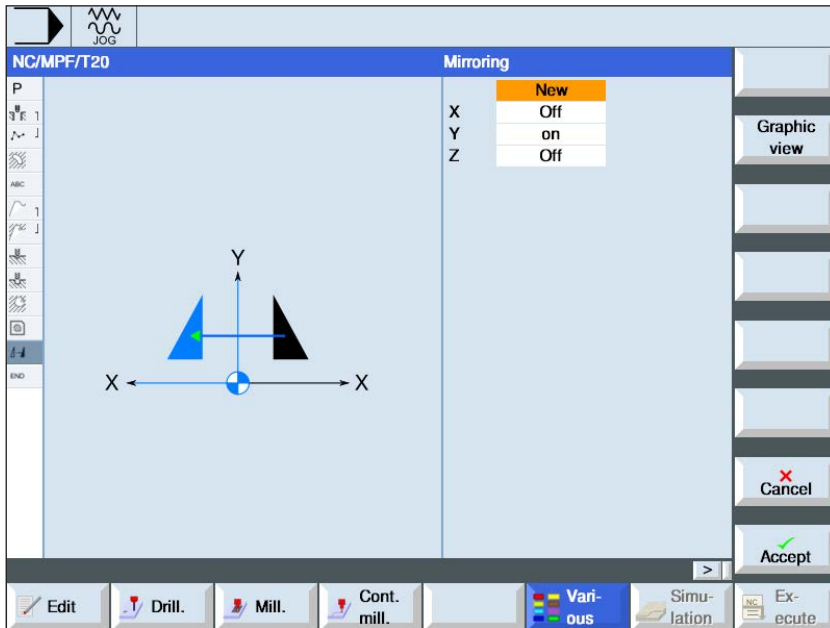 JOG
NC/MPF/T20
Mirroring
P
New
X Off
Y on
Z Off
Graphic
view
ABC
Y
X
X
END
Cancel
Accept
>
Edit
Drill.
Mill.
Cont.
mill.
Vari-
ous
Simu-
lation
NC
Ex-
ecute